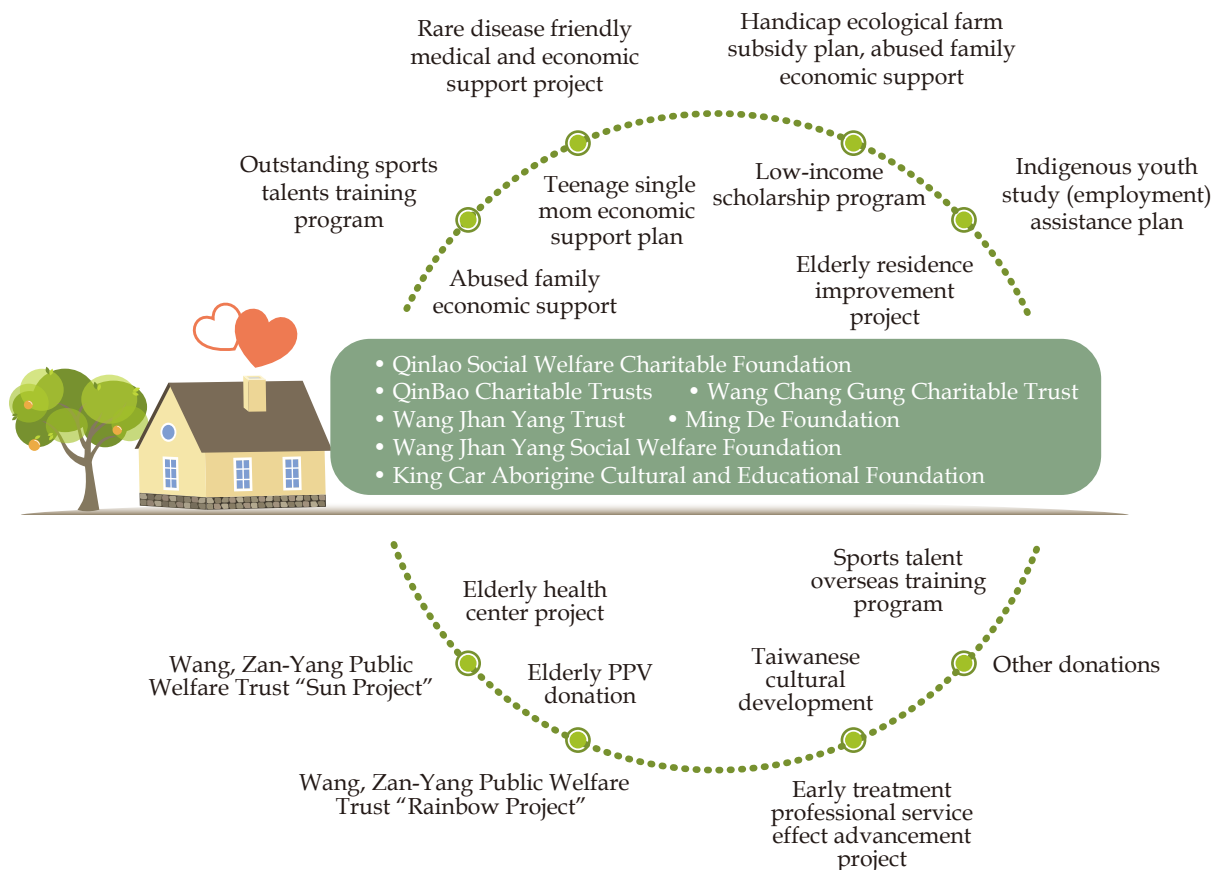 Rare disease friendly
medical and economic
support project
Handicap ecological farm
subsidy plan, abused family
economic support
Outstanding sports
talents training
program
Teenage single
mom economic
support plan
Low-income
scholarship program
Indigenous youth
study (employment)
assistance plan
Abused family
economic support
Elderly residence
improvement
project
• Qinlao Social Welfare Charitable Foundation
• QinBao Charitable Trusts • Wang Chang Gung Charitable Trust
• Wang Jhan Yang Trust • Ming De Foundation
• Wang Jhan Yang Social Welfare Foundation
• King Car Aborigine Cultural and Educational Foundation
Elderly health
center project
Sports talent
overseas training
program
Wang, Zan-Yang Public
Welfare Trust “Sun Project”
Elderly PPV
donation
Taiwanese
cultural
development
Other donations
Wang, Zan-Yang Public Welfare
Trust “Rainbow Project”
Early treatment
professional service
effect advancement
project